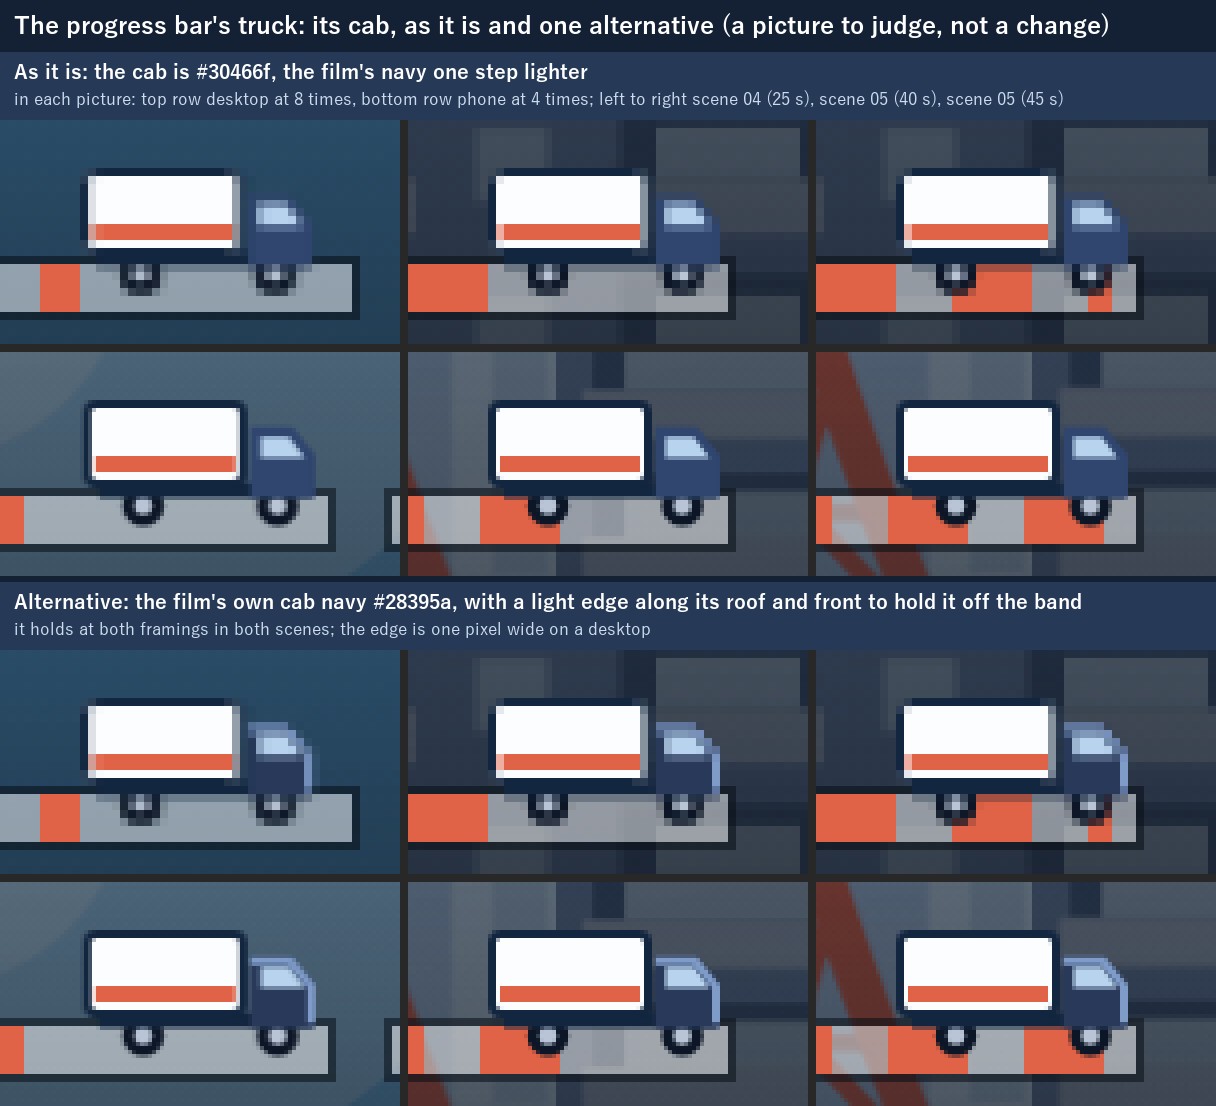 The progress bar's truck: its cab, as it is and one alternative (a picture to judge, not a change)
As it is: the cab is #30466f, the film's navy one step lighter
in each picture: top row desktop at 8 times, bottom row phone at 4 times; left to right scene 04 (25 s), scene 05 (40 s), scene 05 (45 s)
Alternative: the film's own cab navy #28395a, with a light edge along its roof and front to hold it off the band
it holds at both framings in both scenes; the edge is one pixel wide on a desktop